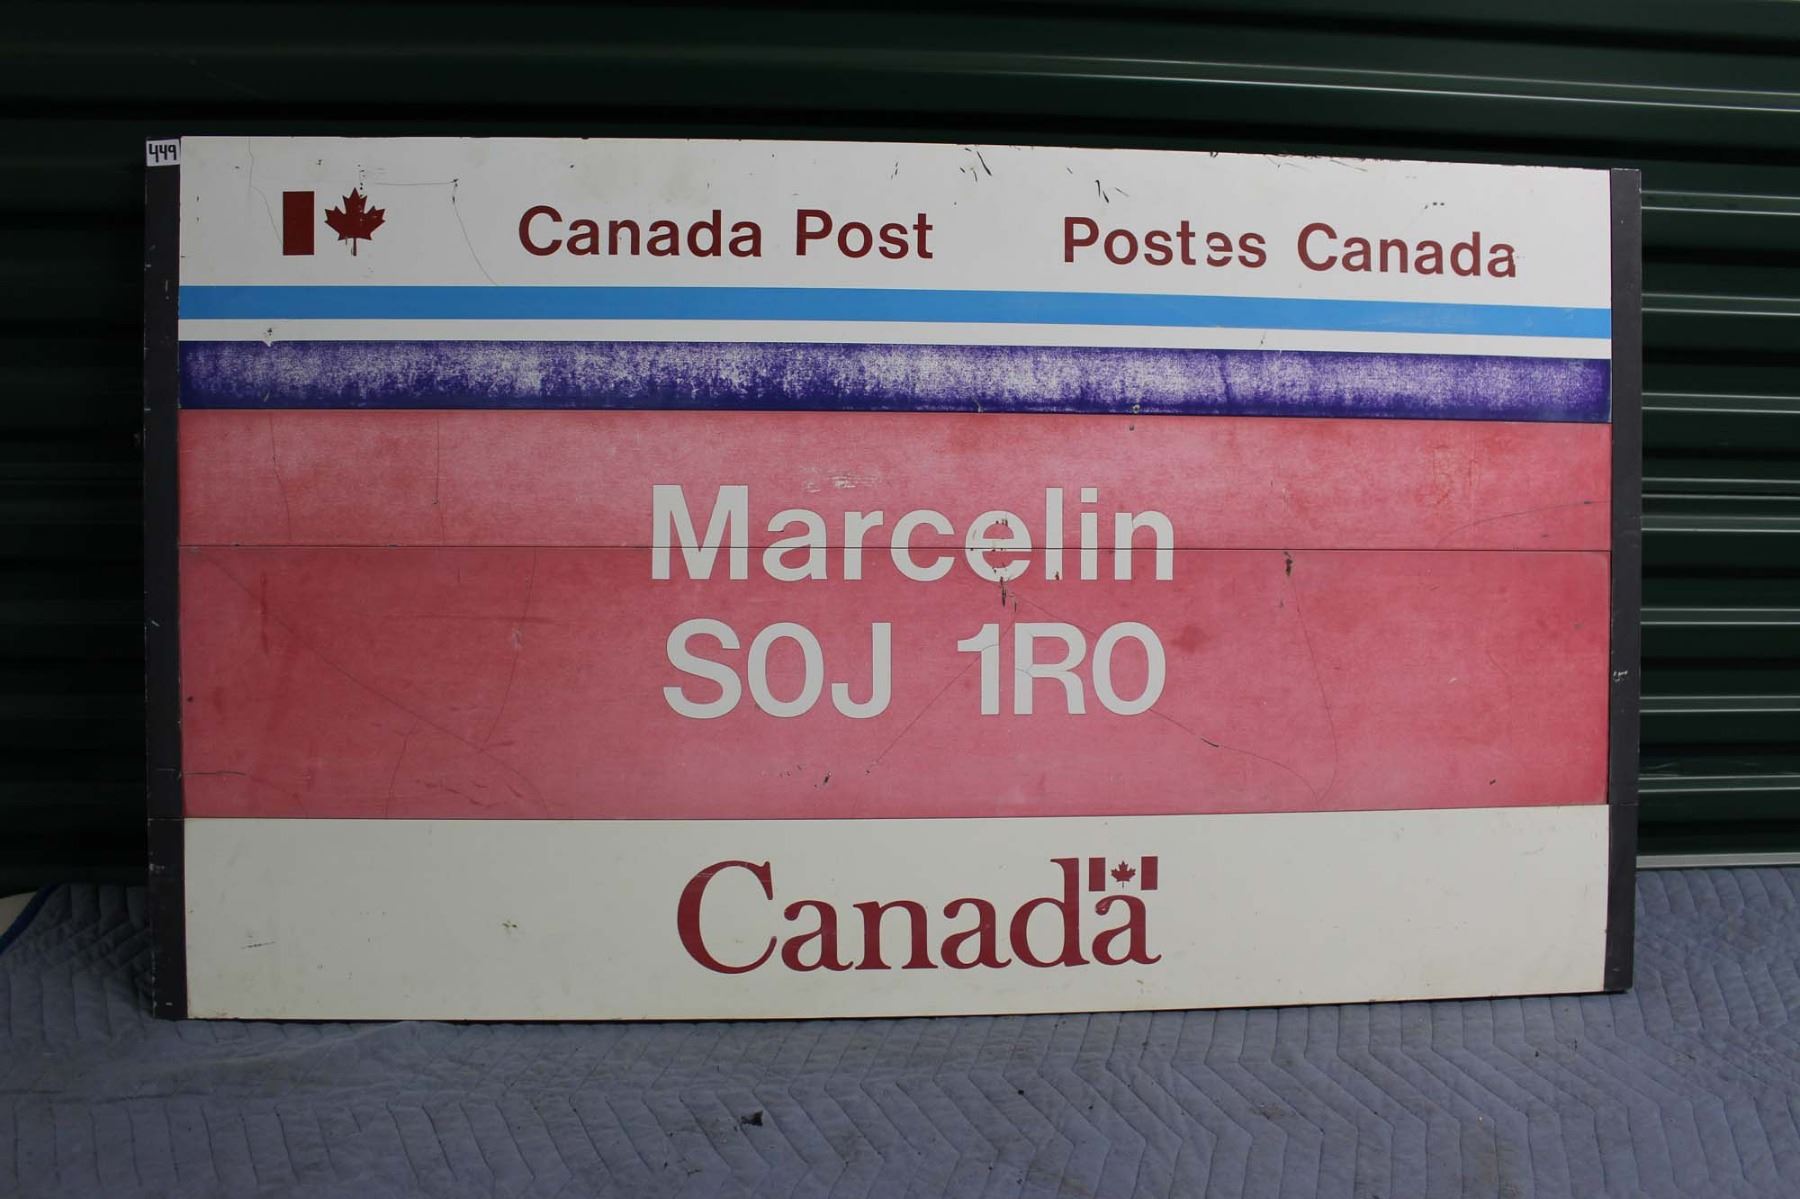 449
Canada Post Postes Canada
Marcelin
S0J 1R0
Canada